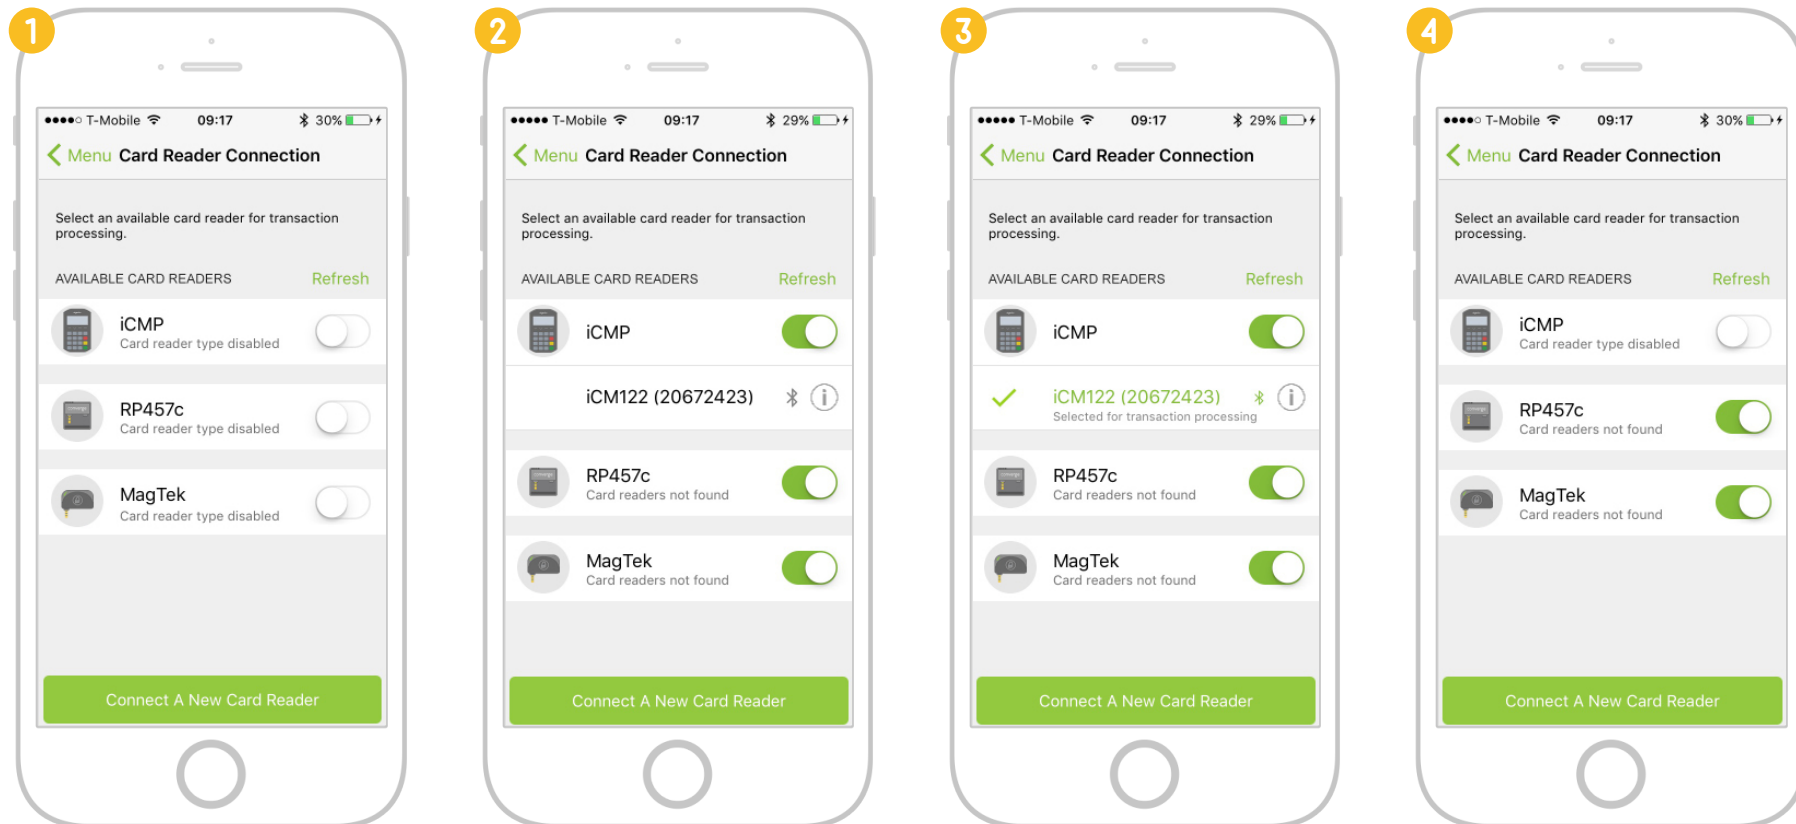 1
T-Mobile 09:17 30%
Menu Card Reader Connection
Select an available card reader for transaction
processing.
AVAILABLE CARD READERS Refresh
iCMP
Card reader type disabled
RP457c
Card reader type disabled
MagTek
Card reader type disabled
Connect A New Card Reader
2
T-Mobile 09:17 29%
Menu Card Reader Connection
Select an available card reader for transaction
processing.
AVAILABLE CARD READERS Refresh
iCMP
iCM122 (20672423)
RP457c
Card readers not found
MagTek
Card readers not found
Connect A New Card Reader
3
T-Mobile 09:17 29%
Menu Card Reader Connection
Select an available card reader for transaction
processing.
AVAILABLE CARD READERS Refresh
iCMP
iCM122 (20672423)
Selected for transaction processing
RP457c
Card readers not found
MagTek
Card readers not found
Connect A New Card Reader
4
T-Mobile 09:17 30%
Menu Card Reader Connection
Select an available card reader for transaction
processing.
AVAILABLE CARD READERS Refresh
iCMP
Card reader type disabled
RP457c
Card readers not found
MagTek
Card readers not found
Connect A New Card Reader